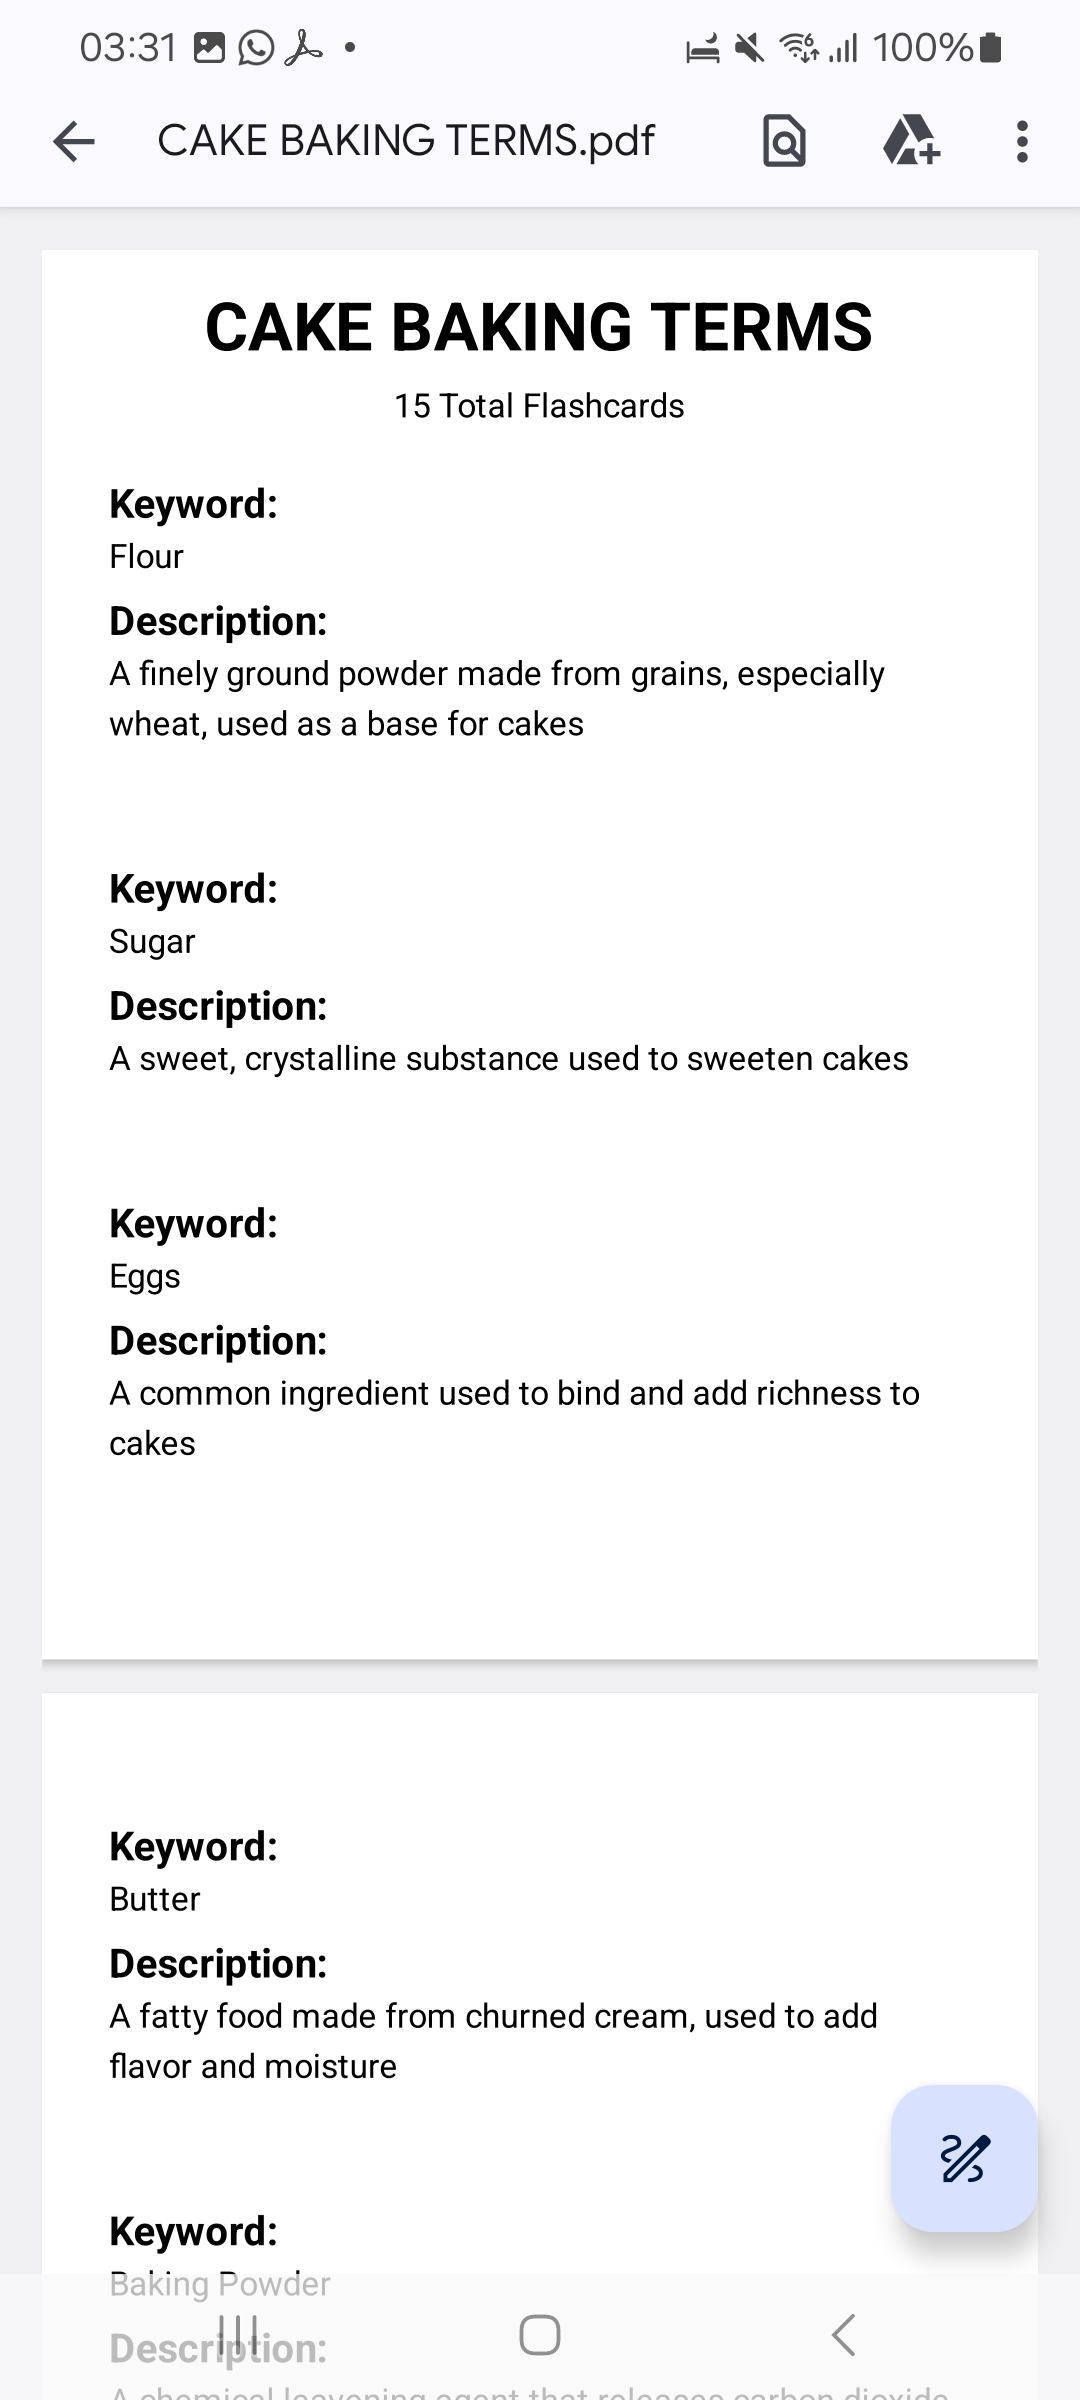 03:31
100%
CAKE BAKING TERMS.pdf
CAKE BAKING TERMS
15 Total Flashcards
Keyword:
Flour
Description:
A finely ground powder made from grains, especially
wheat, used as a base for cakes
Keyword:
Sugar
Description:
A sweet, crystalline substance used to sweeten cakes
Keyword:
Eggs
Description:
A common ingredient used to bind and add richness to
cakes
Keyword:
Butter
Description:
A fatty food made from churned cream, used to add
flavor and moisture
Keyword:
Baking Powder
Description:
A chemical leavening agent that releases carbon dioxide